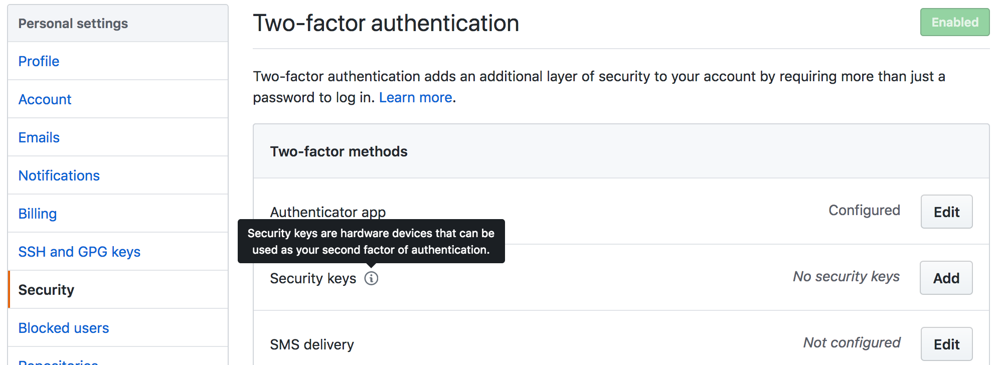 Personal settings
Profile
Account
Emails
Notifications
Billing
SSH and GPG keys
Security
Blocked users
Repositories
Two-factor authentication
Enabled
Two-factor authentication adds an additional layer of security to your account by requiring more than just a
password to log in. Learn more.
Two-factor methods
Authenticator app
Configured
Edit
Security keys are hardware devices that can be
used as your second factor of authentication.
Security keys
No security keys
Add
SMS delivery
Not configured
Edit